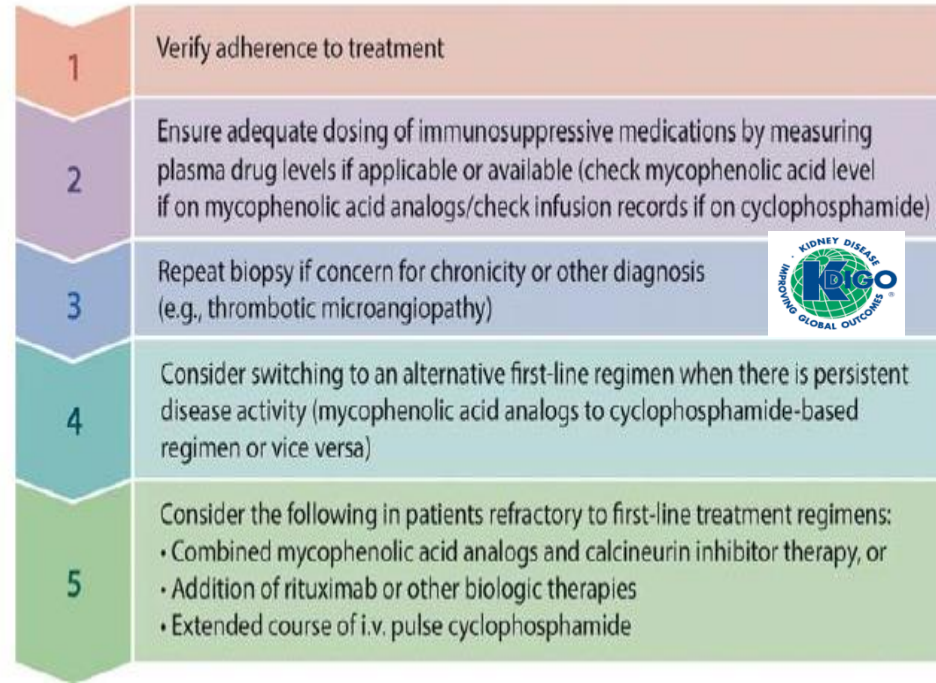 1
Verify adherence to treatment
2
Ensure adequate dosing of immunosuppressive medications by measuring
plasma drug levels if applicable or available (check mycophenolic acid level
if on mycophenolic acid analogs/check infusion records if on cyclophosphamide)
3
Repeat biopsy if concern for chronicity or other diagnosis
(e.g., thrombotic microangiopathy)
· KIDNEY DISEASE ·
IMPROVING GLOBAL OUTCOMES
KDIGO®
4
Consider switching to an alternative first-line regimen when there is persistent
disease activity (mycophenolic acid analogs to cyclophosphamide-based
regimen or vice versa)
5
Consider the following in patients refractory to first-line treatment regimens:
• Combined mycophenolic acid analogs and calcineurin inhibitor therapy, or
• Addition of rituximab or other biologic therapies
• Extended course of i.v. pulse cyclophosphamide